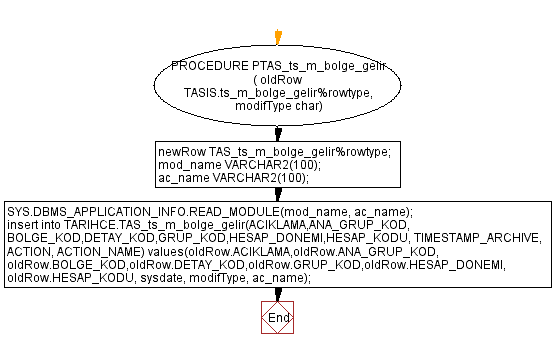 PROCEDURE PTAS_ts_m_bolge_gelir
( oldRow
TASIS.ts_m_bolge_gelir%rowtype,
modifType char)
newRow TAS_ts_m_bolge_gelir%rowtype;
mod_name VARCHAR2(100);
ac_name VARCHAR2(100);
SYS.DBMS_APPLICATION_INFO.READ_MODULE(mod_name, ac_name);
insert into TARIHCE.TAS_ts_m_bolge_gelir(ACIKLAMA,ANA_GRUP_KOD,
BOLGE_KOD,DETAY_KOD,GRUP_KOD,HESAP_DONEMI,HESAP_KODU, TIMESTAMP_ARCHIVE,
ACTION, ACTION_NAME) values(oldRow.ACIKLAMA,oldRow.ANA_GRUP_KOD,
oldRow.BOLGE_KOD,oldRow.DETAY_KOD,oldRow.GRUP_KOD,oldRow.HESAP_DONEMI,
oldRow.HESAP_KODU, sysdate, modifType, ac_name);
End